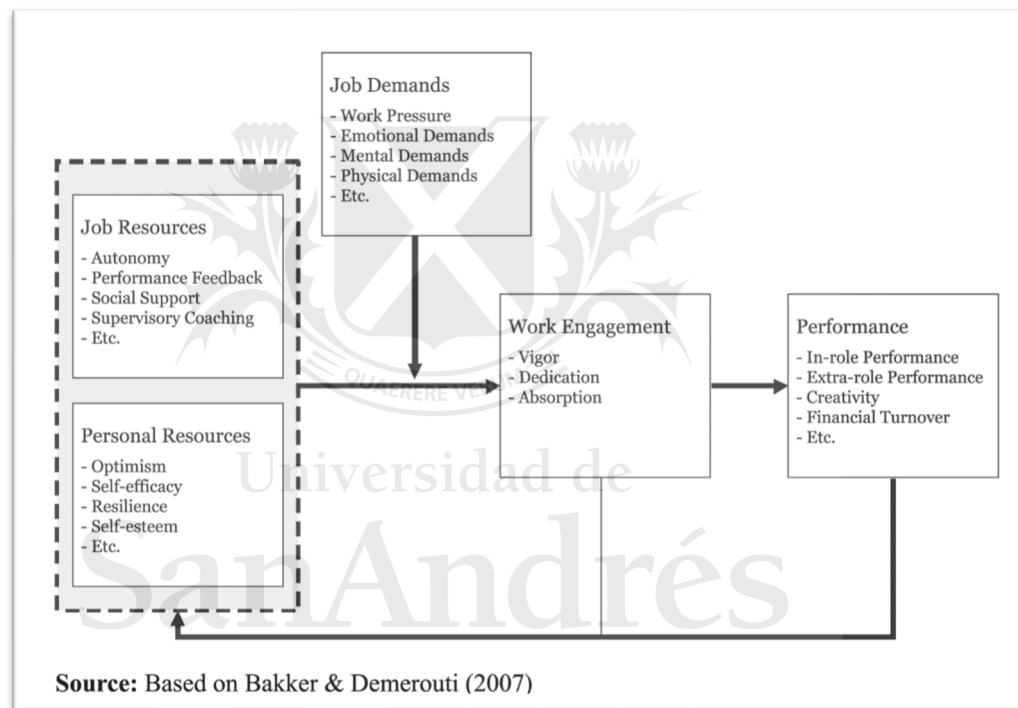 Job Demands
- Work Pressure
- Emotional Demands
- Mental Demands
- Physical Demands
- Etc.
Job Resources
- Autonomy
- Performance Feedback
- Social Support
- Supervisory Coaching
- Etc.
Personal Resources
- Optimism
- Self-efficacy
- Resilience
- Self-esteem
- Etc.
Work Engagement
- Vigor
- Dedication
- Absorption
Performance
- In-role Performance
- Extra-role Performance
- Creativity
- Financial Turnover
- Etc.
QUAERERE VERUM
Universidad de
SanAndrés
Source: Based on Bakker & Demerouti (2007)